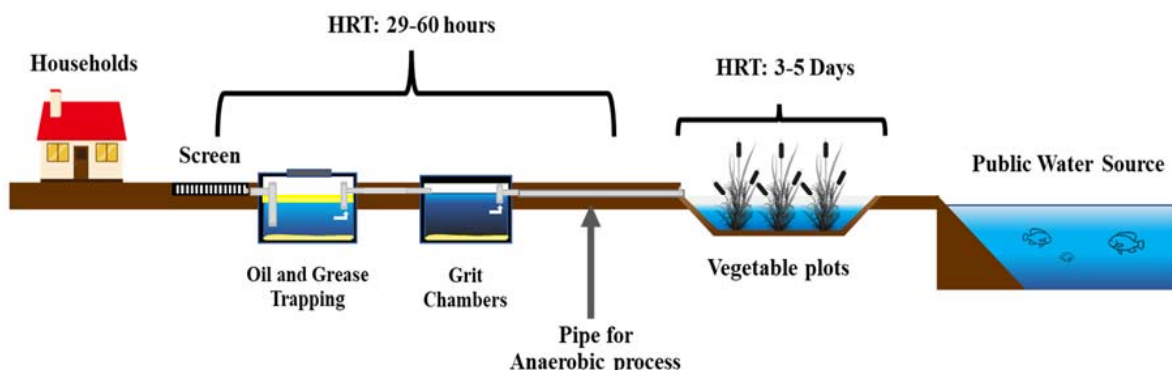 HRT: 29-60 hours
Households
HRT: 3-5 Days
Screen
Public Water Source
Oil and Grease
Trapping
Grit
Chambers
Vegetable plots
Pipe for
Anaerobic process